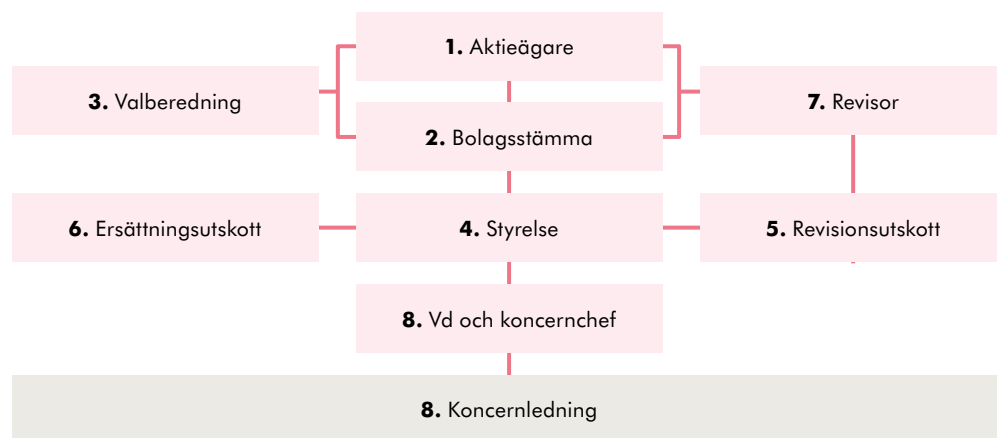 1. Aktieägare
3. Valberedning
7. Revisor
2. Bolagsstämma
6. Ersättningsutskott
4. Styrelse
5. Revisionsutskott
8. Vd och koncernchef
8. Koncernledning